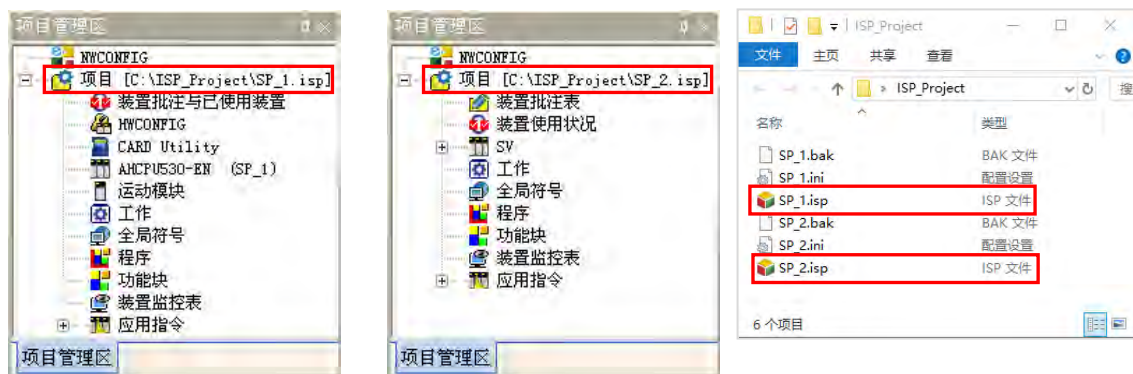 项目管理区
NWCONFIG
项目 [C:\ISP_Project\SP_1.isp]
装置批注与已使用装置
HWCONFIG
CARD Utility
AHCPU530-EN (SP_1)
运动模块
工作
全局符号
程序
功能块
装置监控表
应用指令
项目管理区
项目管理区
NWCONFIG
项目 [C:\ISP_Project\SP_2.isp]
装置批注表
装置使用状况
SV
工作
全局符号
程序
功能块
装置监控表
应用指令
项目管理区
ISP_Project
文件 主页 共享 查看
ISP_Project 搜
名称 类型
SP_1.bak BAK 文件
SP_1.ini 配置设置
SP_1.isp ISP 文件
SP_2.bak BAK 文件
SP_2.ini 配置设置
SP_2.isp ISP 文件
6 个项目